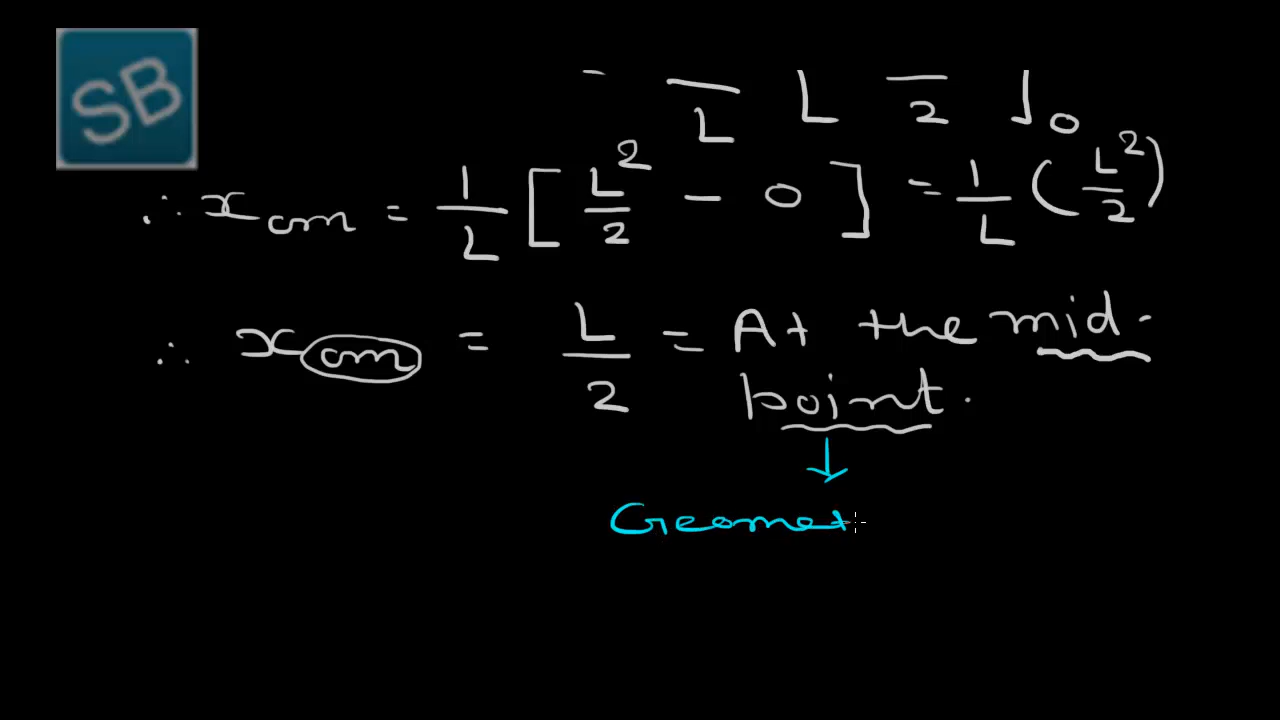 SB
L L 2 ]₀
∴ x_cm = 1/L [ L²/2 - 0 ] = 1/L ( L²/2 )
∴ x_cm = L/2 = At the mid-
point.
↓
Geomet